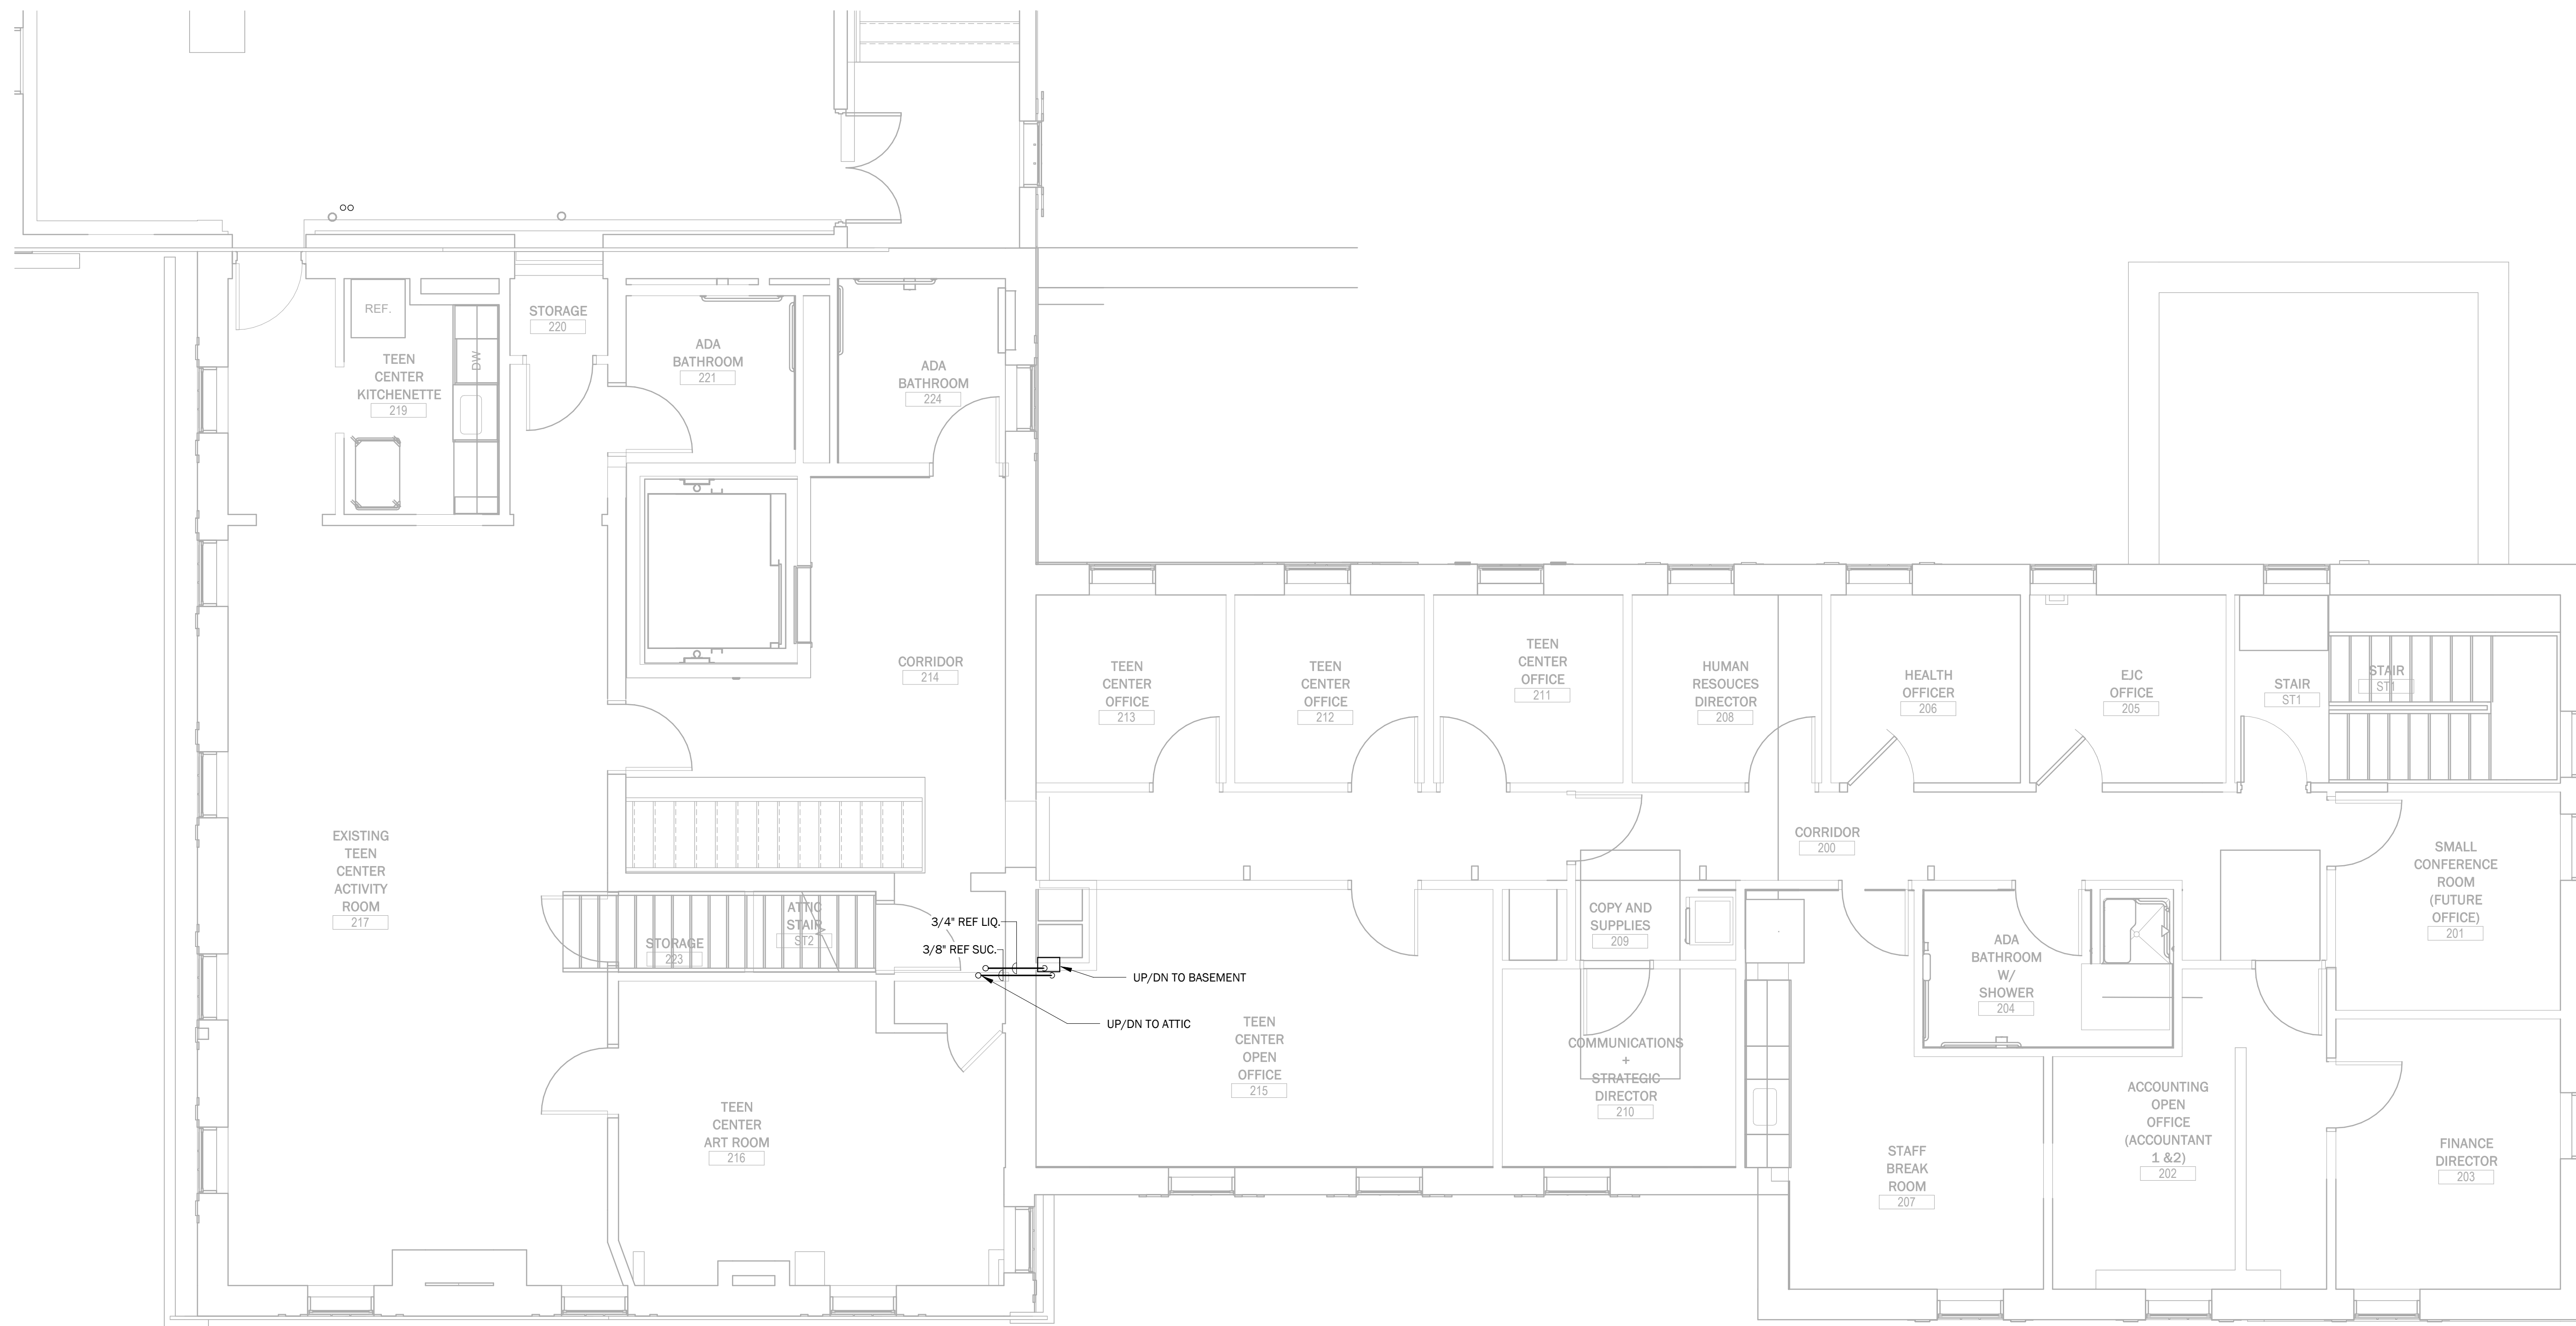 REF.
TEEN
CENTER
KITCHENETTE
219
DW
STORAGE
220
ADA
BATHROOM
221
ADA
BATHROOM
224
CORRIDOR
214
TEEN
CENTER
OFFICE
213
TEEN
CENTER
OFFICE
212
TEEN
CENTER
OFFICE
211
HUMAN
RESOUCES
DIRECTOR
208
HEALTH
OFFICER
206
EJC
OFFICE
205
STAIR
ST1
STAIR
ST1
EXISTING
TEEN
CENTER
ACTIVITY
ROOM
217
STORAGE
223
ATTIC
STAIR
ST2
3/4" REF LIQ.
3/8" REF SUC.
UP/DN TO BASEMENT
UP/DN TO ATTIC
TEEN
CENTER
ART ROOM
216
TEEN
CENTER
OPEN
OFFICE
215
COPY AND
SUPPLIES
209
COMMUNICATIONS
+
STRATEGIC
DIRECTOR
210
CORRIDOR
200
ADA
BATHROOM
W/
SHOWER
204
STAFF
BREAK
ROOM
207
ACCOUNTING
OPEN
OFFICE
(ACCOUNTANT
1 &2)
202
SMALL
CONFERENCE
ROOM
(FUTURE
OFFICE)
201
FINANCE
DIRECTOR
203